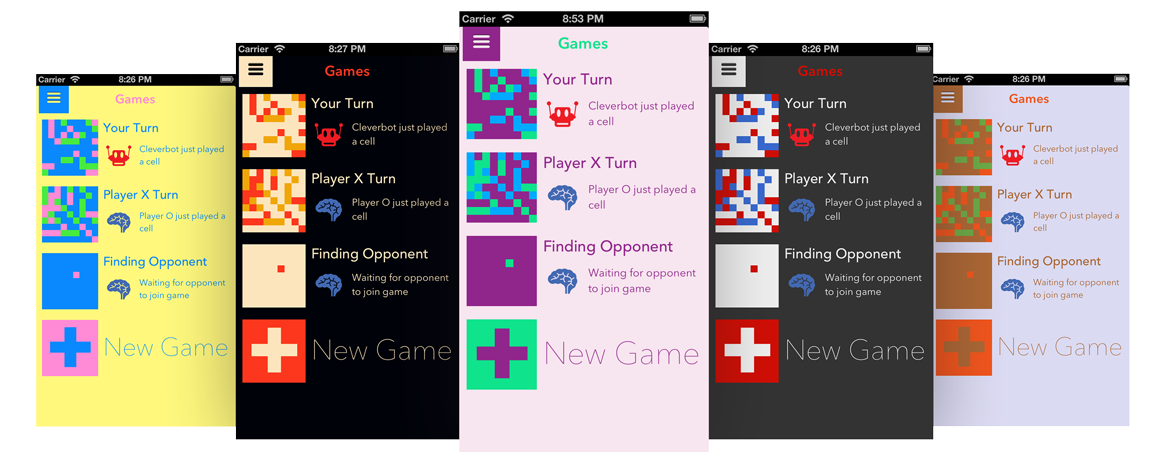 Carrier 8:26 PM
Games
Your Turn
Cleverbot just played
a cell
Player X Turn
Player O just played a
cell
Finding Opponent
Waiting for opponent
to join game
New Game
Carrier 8:27 PM
Games
Your Turn
Cleverbot just played
a cell
Player X Turn
Player O just played a
cell
Finding Opponent
Waiting for opponent
to join game
New Game
Carrier 8:53 PM
Games
Your Turn
Cleverbot just played
a cell
Player X Turn
Player O just played a
cell
Finding Opponent
Waiting for opponent
to join game
New Game
Carrier 8:26 PM
Games
Your Turn
Cleverbot just played
a cell
Player X Turn
Player O just played a
cell
Finding Opponent
Waiting for opponent
to join game
New Game
Carrier 8:26 PM
Games
Your Turn
Cleverbot just played
a cell
Player X Turn
Player O just played a
cell
Finding Opponent
Waiting for opponent
to join game
New Game